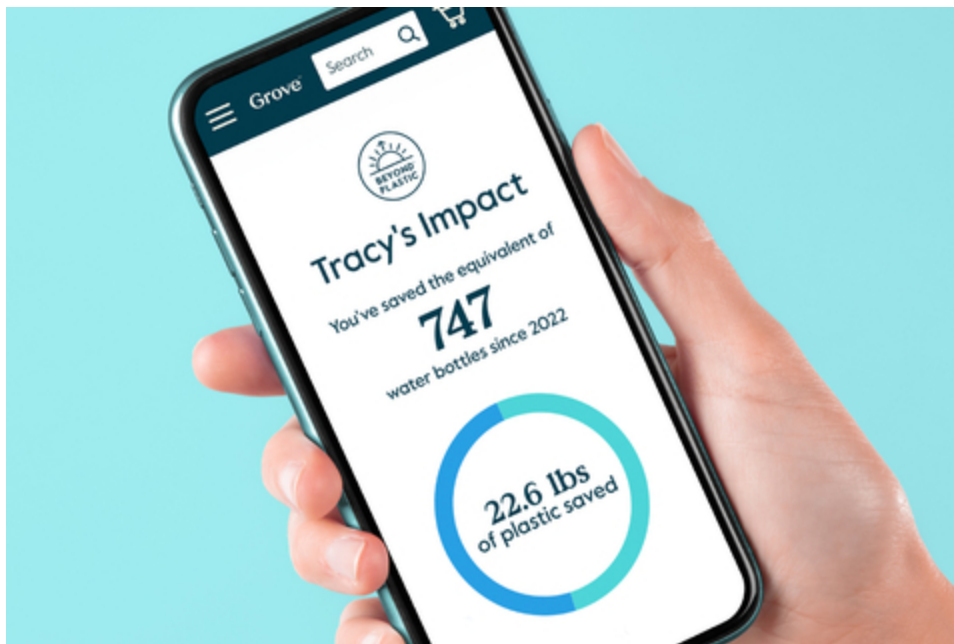 Grove
Search
BEYOND
PLASTIC
Tracy's Impact
You've saved the equivalent of
747
water bottles since 2022
22.6 lbs
of plastic saved